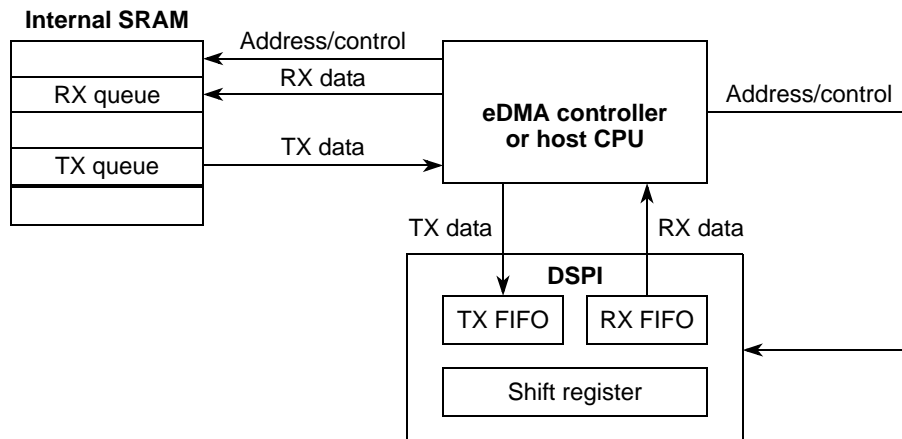 Internal SRAM
Address/control
RX data
RX queue
eDMA controller
or host CPU
Address/control
TX data
TX queue
TX data
RX data
DSPI
TX FIFO
RX FIFO
Shift register